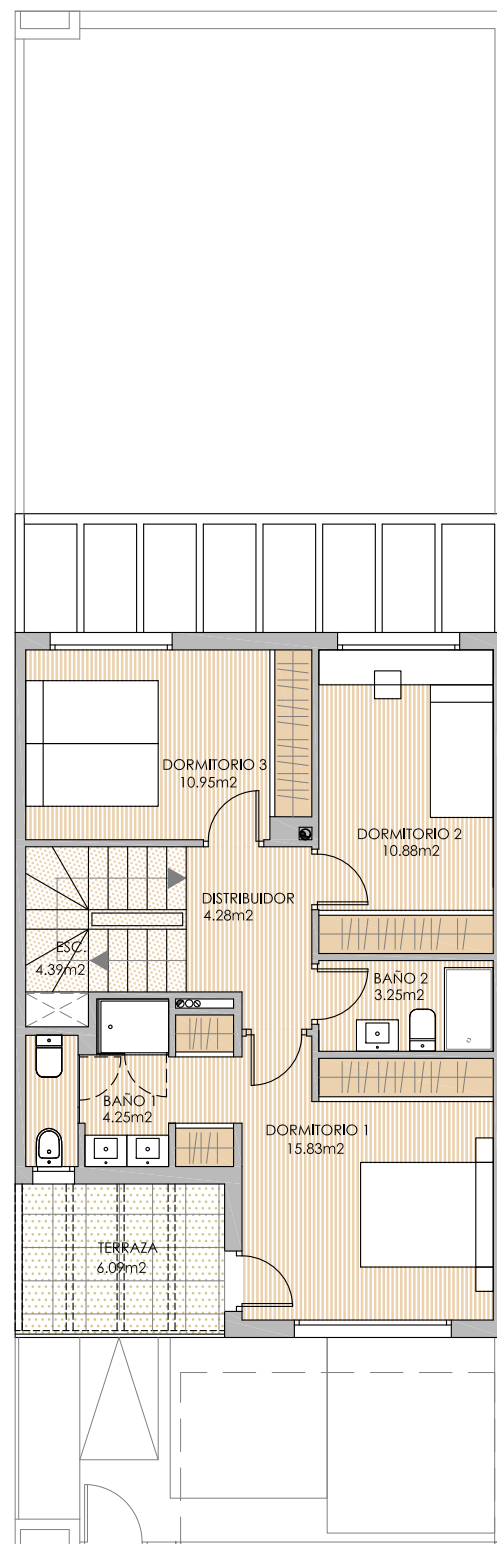 DORMITORIO 3
10.95m2
DORMITORIO 2
10.88m2
DISTRIBUIDOR
4.28m2
ESC.
4.39m2
BAÑO 2
3.25m2
BAÑO 1
4.25m2
DORMITORIO 1
15.83m2
TERRAZA
6.09m2